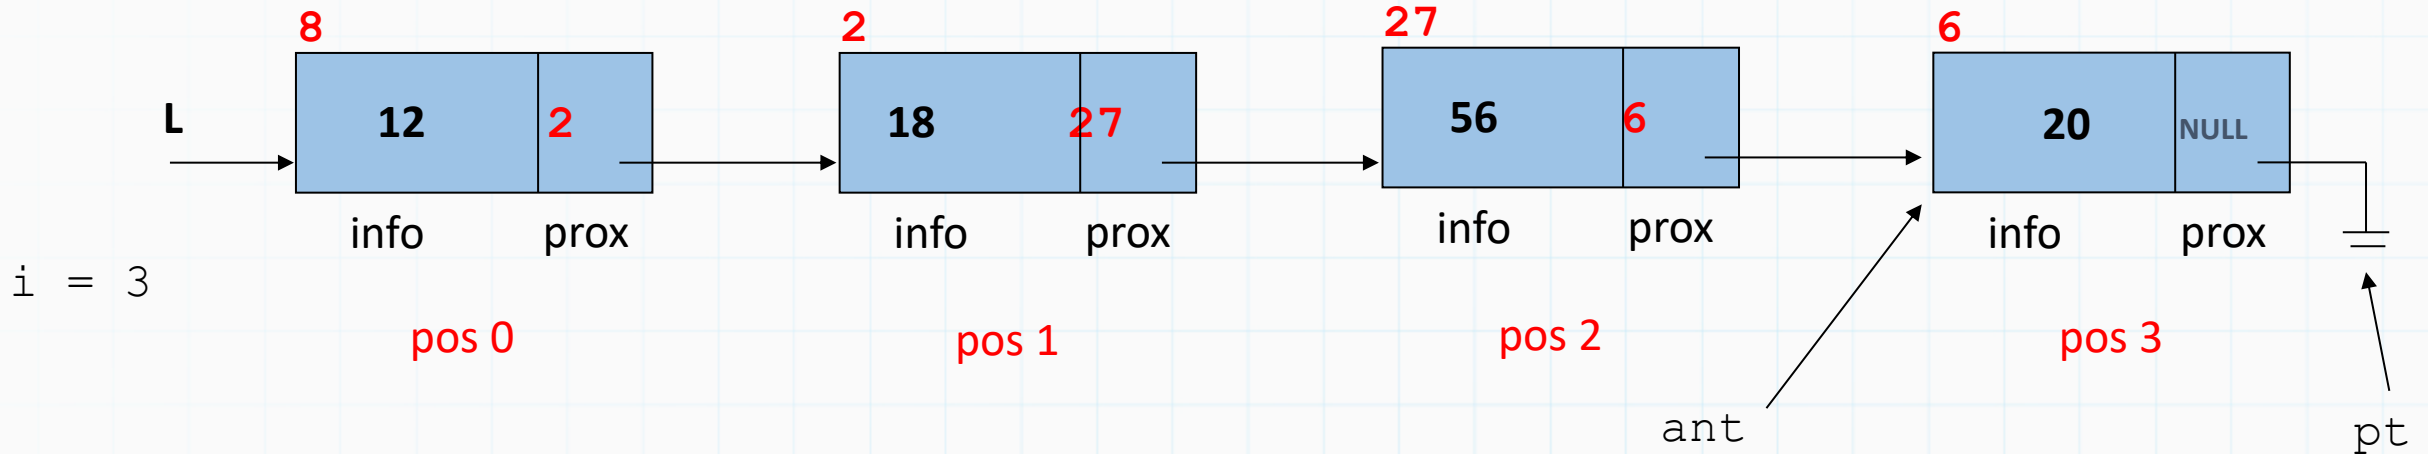 8 2 27 6
L 12 2 18 27 56 6 20 NULL
info prox info prox info prox info prox
i = 3
pos 0 pos 1 pos 2 pos 3
ant pt